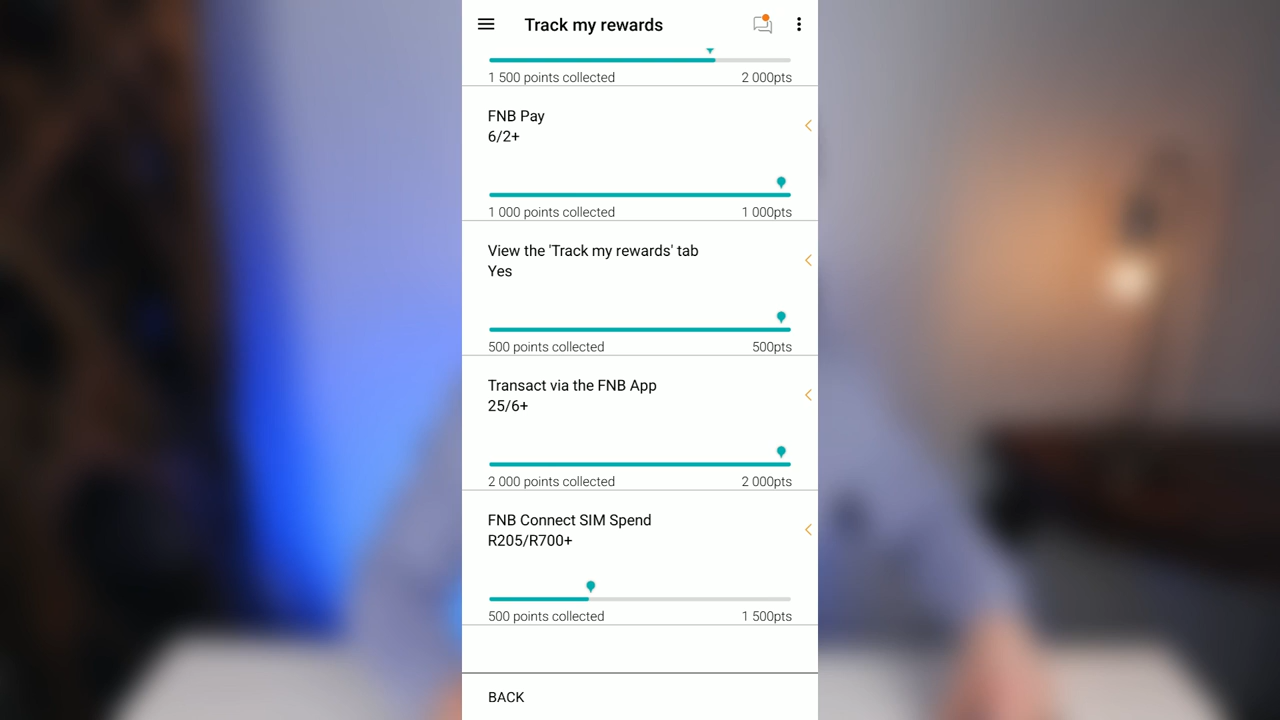 Track my rewards
1 500 points collected 2 000pts
FNB Pay
6/2+
1 000 points collected 1 000pts
View the 'Track my rewards' tab
Yes
500 points collected 500pts
Transact via the FNB App
25/6+
2 000 points collected 2 000pts
FNB Connect SIM Spend
R205/R700+
500 points collected 1 500pts
BACK